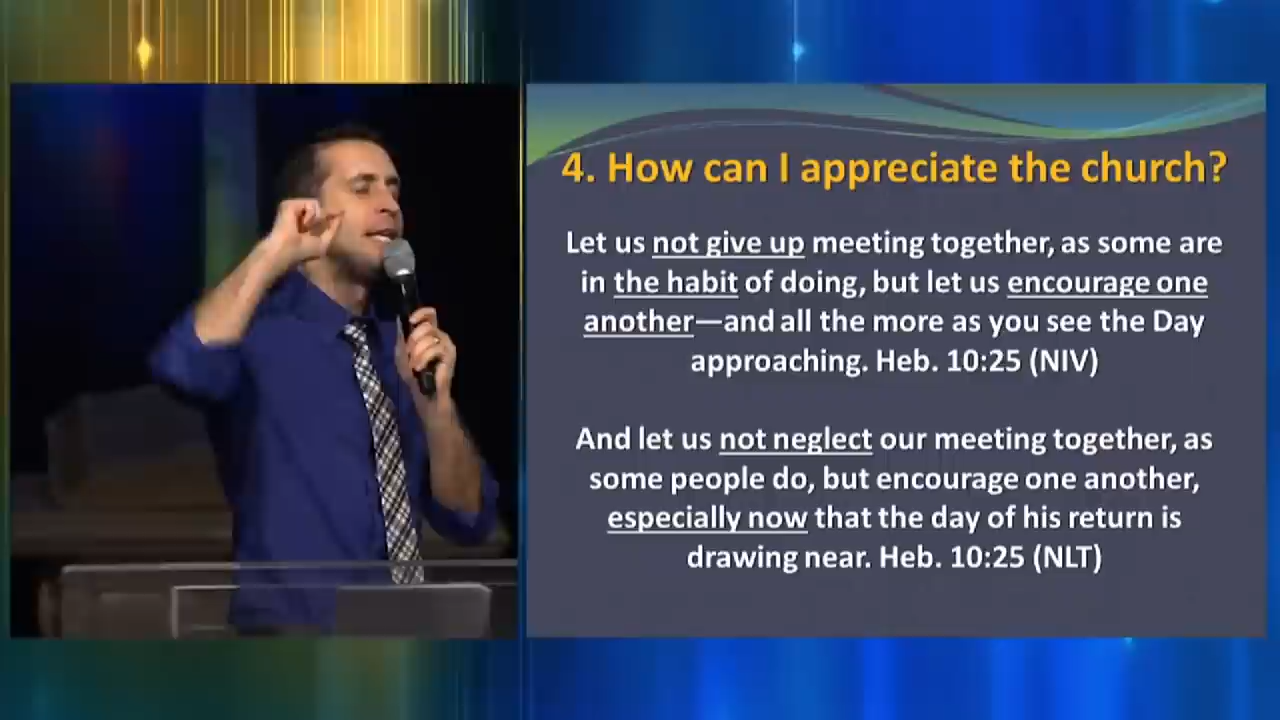 4. How can I appreciate the church?
Let us not give up meeting together, as some are
in the habit of doing, but let us encourage one
another—and all the more as you see the Day
approaching. Heb. 10:25 (NIV)
And let us not neglect our meeting together, as
some people do, but encourage one another,
especially now that the day of his return is
drawing near. Heb. 10:25 (NLT)